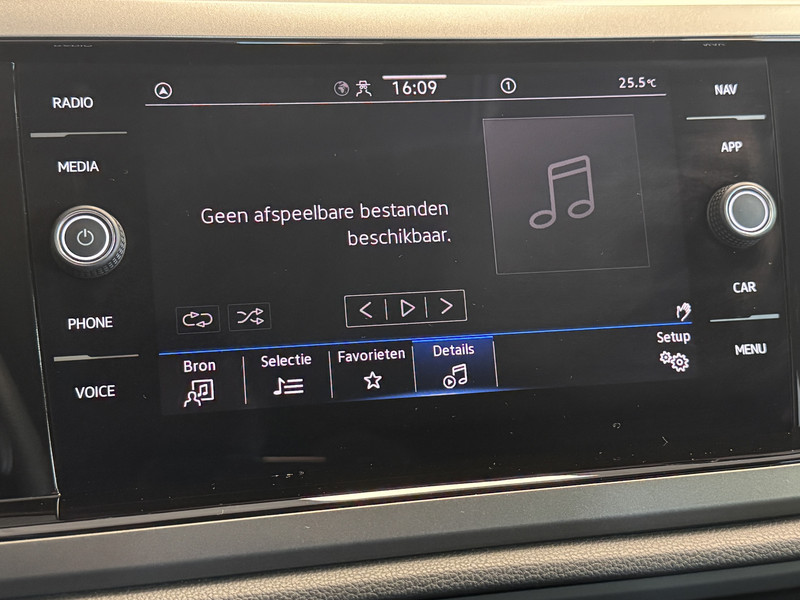 RADIO
MEDIA
PHONE
VOICE
16:09
1
25.5°C
Geen afspeelbare bestanden
beschikbaar.
Bron
Selectie
Favorieten
Details
Setup
NAV
APP
CAR
MENU